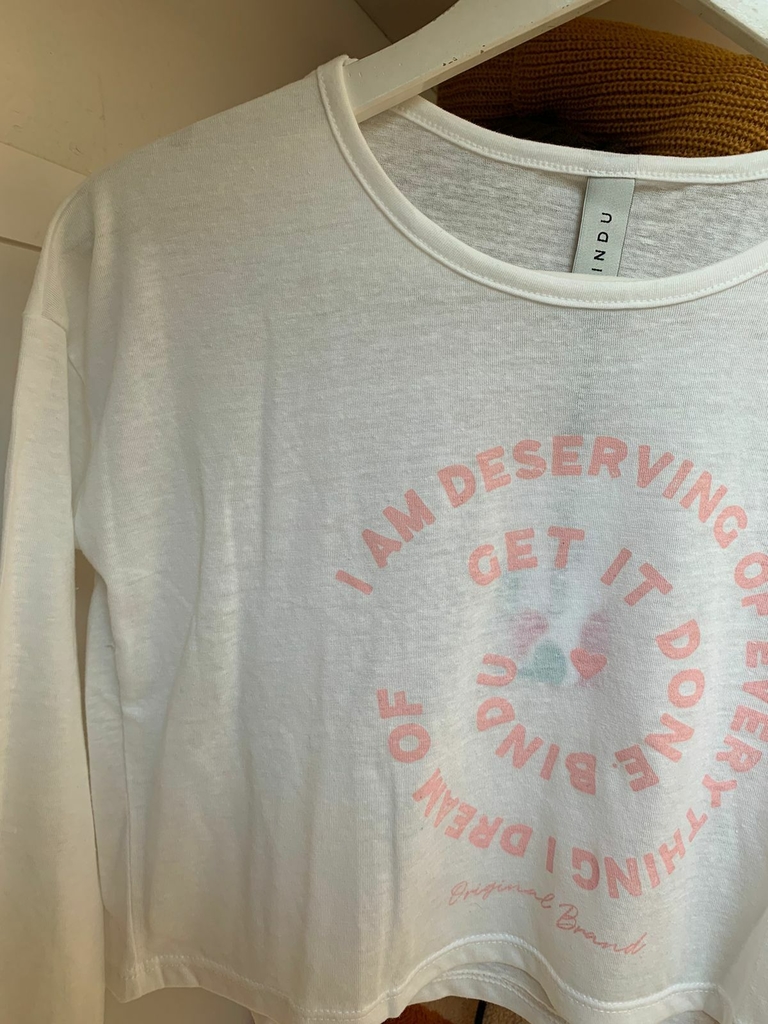 INDU
I AM DESERVING OF EVERYTHING I DREAM OF
GET IT DONE BINDU
Original Brand